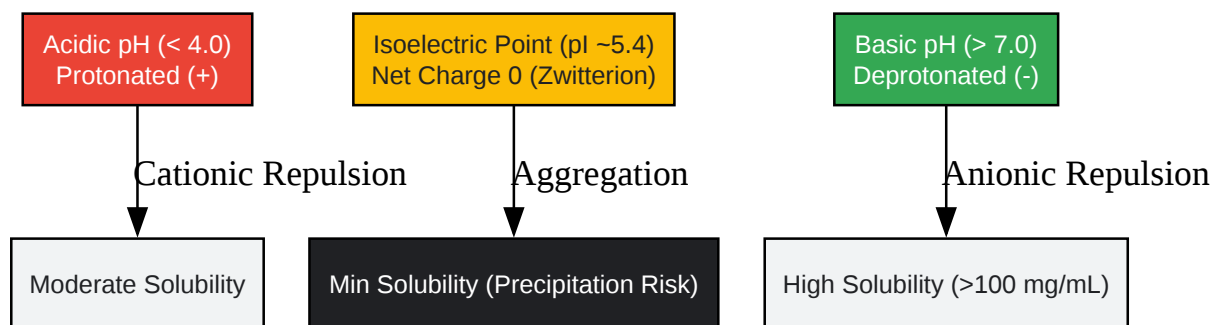 Acidic pH (< 4.0)
Protonated (+)
Isoelectric Point (pI ~5.4)
Net Charge 0 (Zwitterion)
Basic pH (> 7.0)
Deprotonated (-)
Cationic Repulsion
Aggregation
Anionic Repulsion
Moderate Solubility
Min Solubility (Precipitation Risk)
High Solubility (>100 mg/mL)